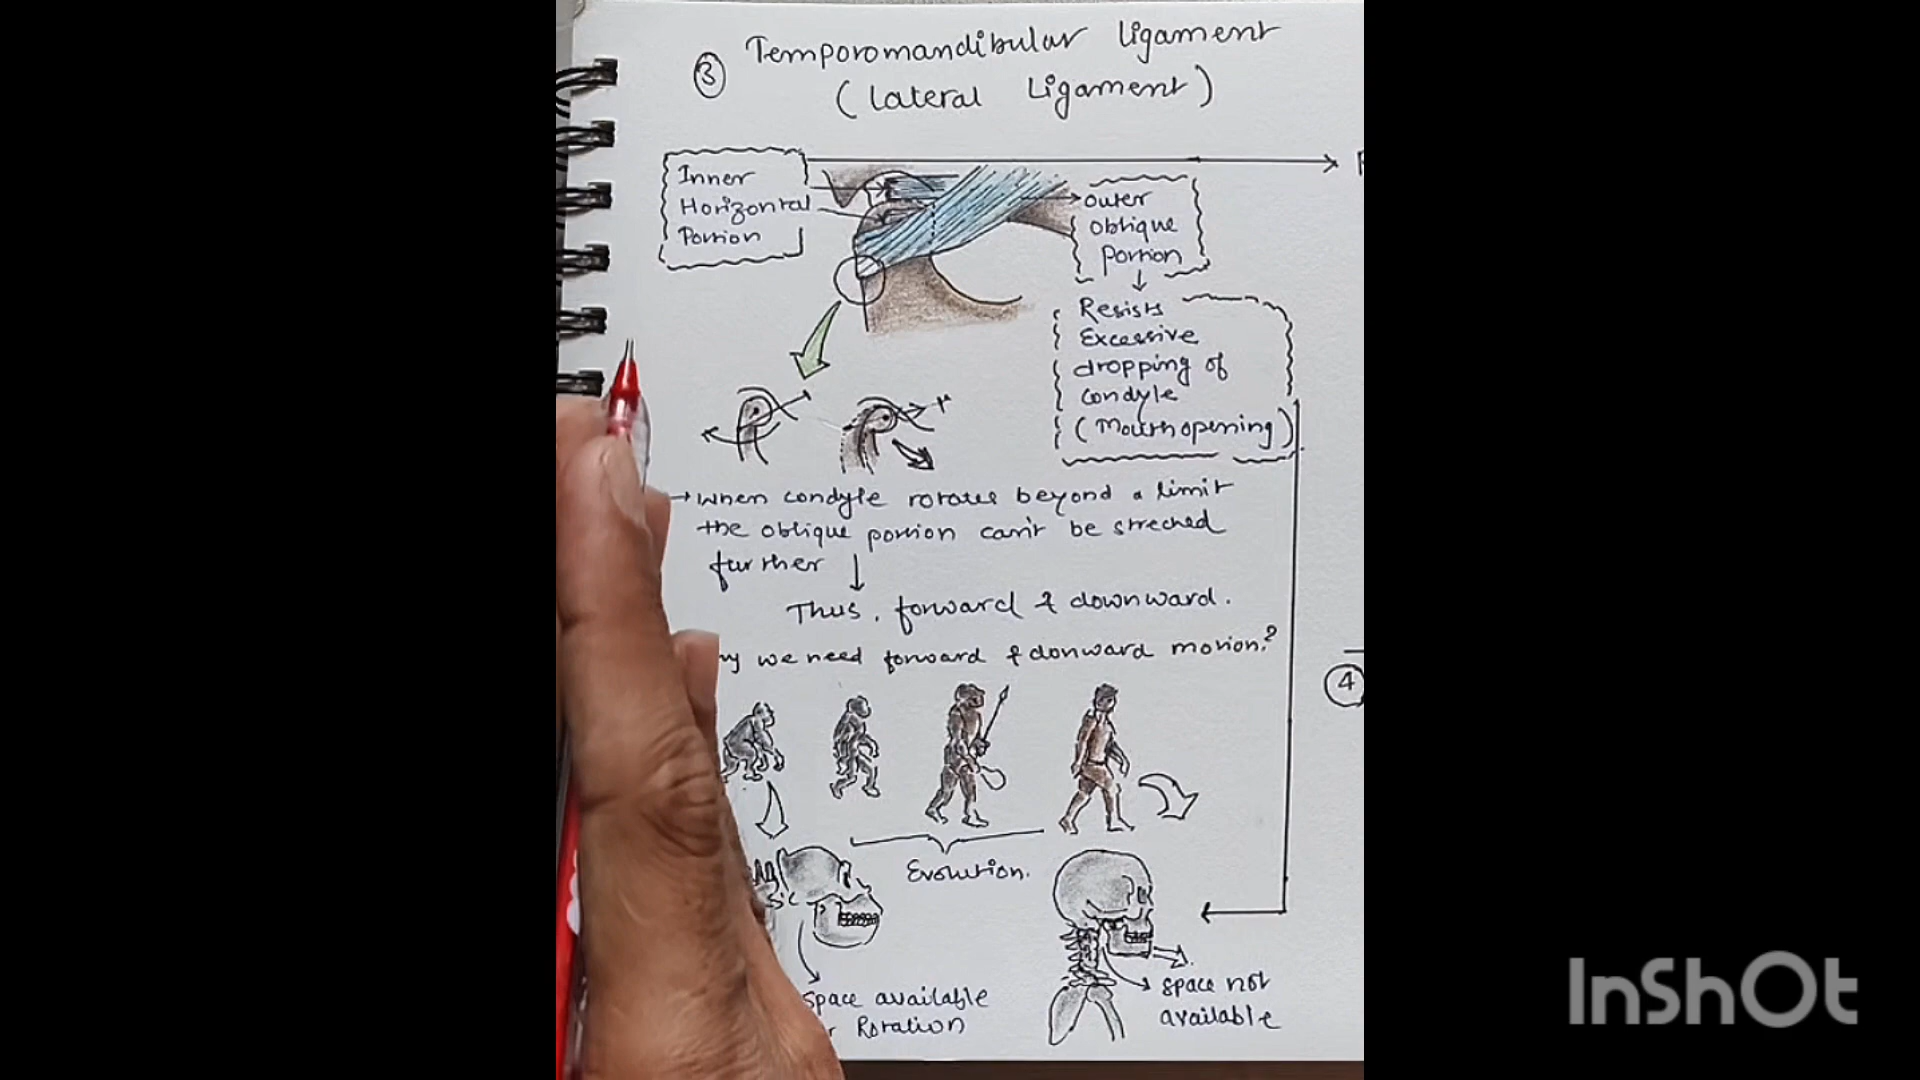 ③ Temporomandibular Ligament
(Lateral Ligament)
Inner
Horizontal
Portion
outer
oblique
Portion
Resists
Excessive
dropping of
condyle
(Mouth opening)
→ when condyle rotates beyond a limit
the oblique portion can't be streched
further ↓
Thus, forward & downward.
we need forward & donward motion?
④
Evolution.
space available
Rotation
space not
available
InShOt